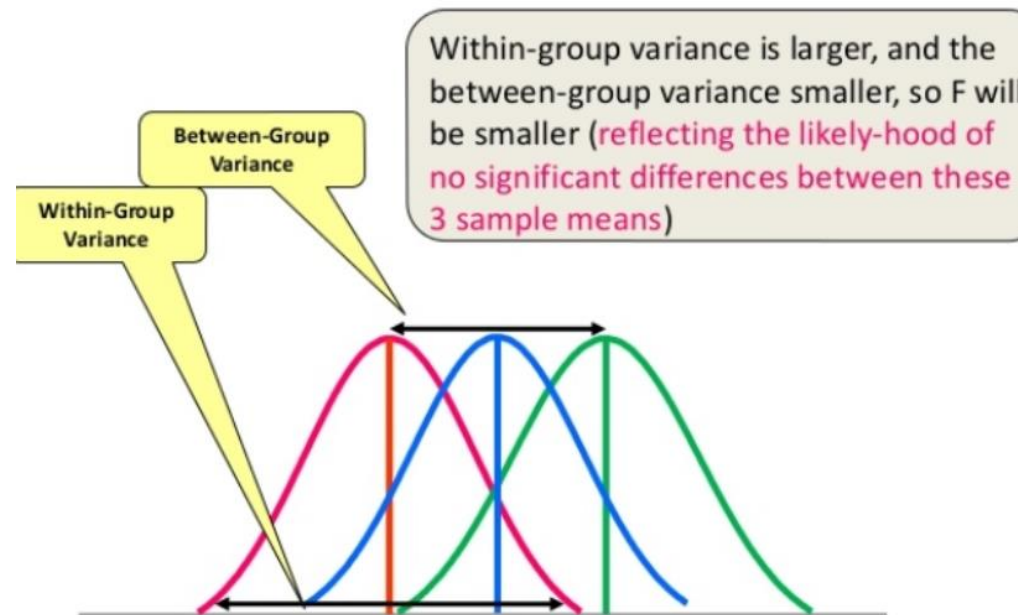 Within-group variance is larger, and the
between-group variance smaller, so F will
be smaller (reflecting the likely-hood of
no significant differences between these
3 sample means)
Between-Group
Variance
Within-Group
Variance